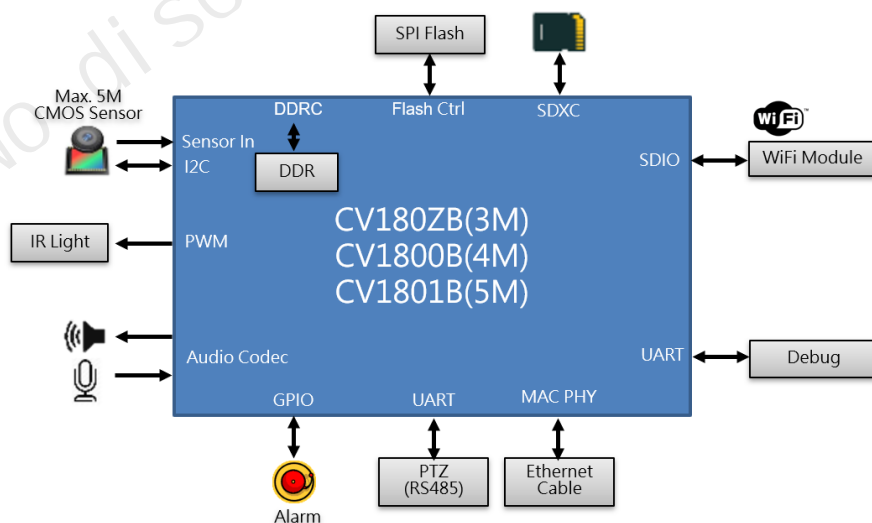 SPI Flash
Max. 5M
CMOS Sensor
DDRC
Flash Ctrl
SDXC
WiFi
Sensor In
I2C
DDR
SDIO
WiFi Module
CV180ZB(3M)
CV1800B(4M)
CV1801B(5M)
IR Light
PWM
Audio Codec
UART
Debug
GPIO
UART
MAC PHY
PTZ
(RS485)
Ethernet
Cable
Alarm